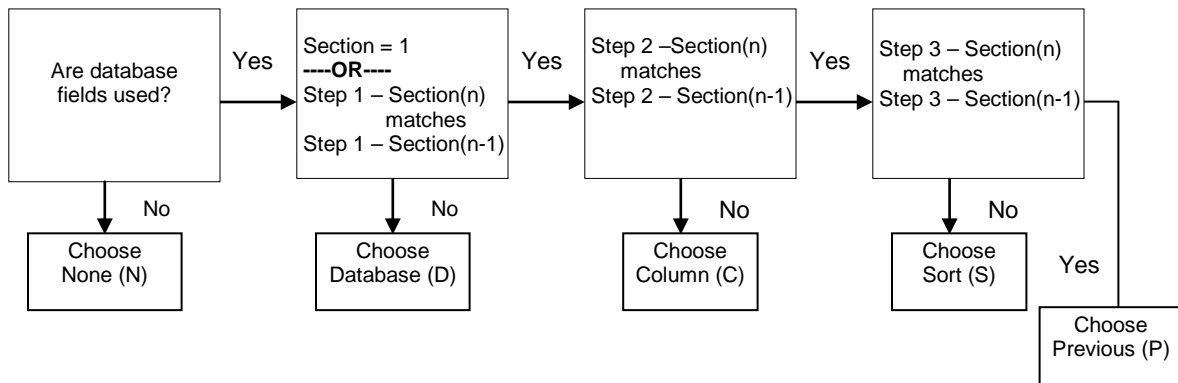 Are database
fields used?
Yes
No
Choose
None (N)
Section = 1
----OR----
Step 1 – Section(n)
matches
Step 1 – Section(n-1)
Yes
No
Choose
Database (D)
Step 2 –Section(n)
matches
Step 2 – Section(n-1)
Yes
No
Choose
Column (C)
Step 3 – Section(n)
matches
Step 3 – Section(n-1)
No
Choose
Sort (S)
Yes
Choose
Previous (P)